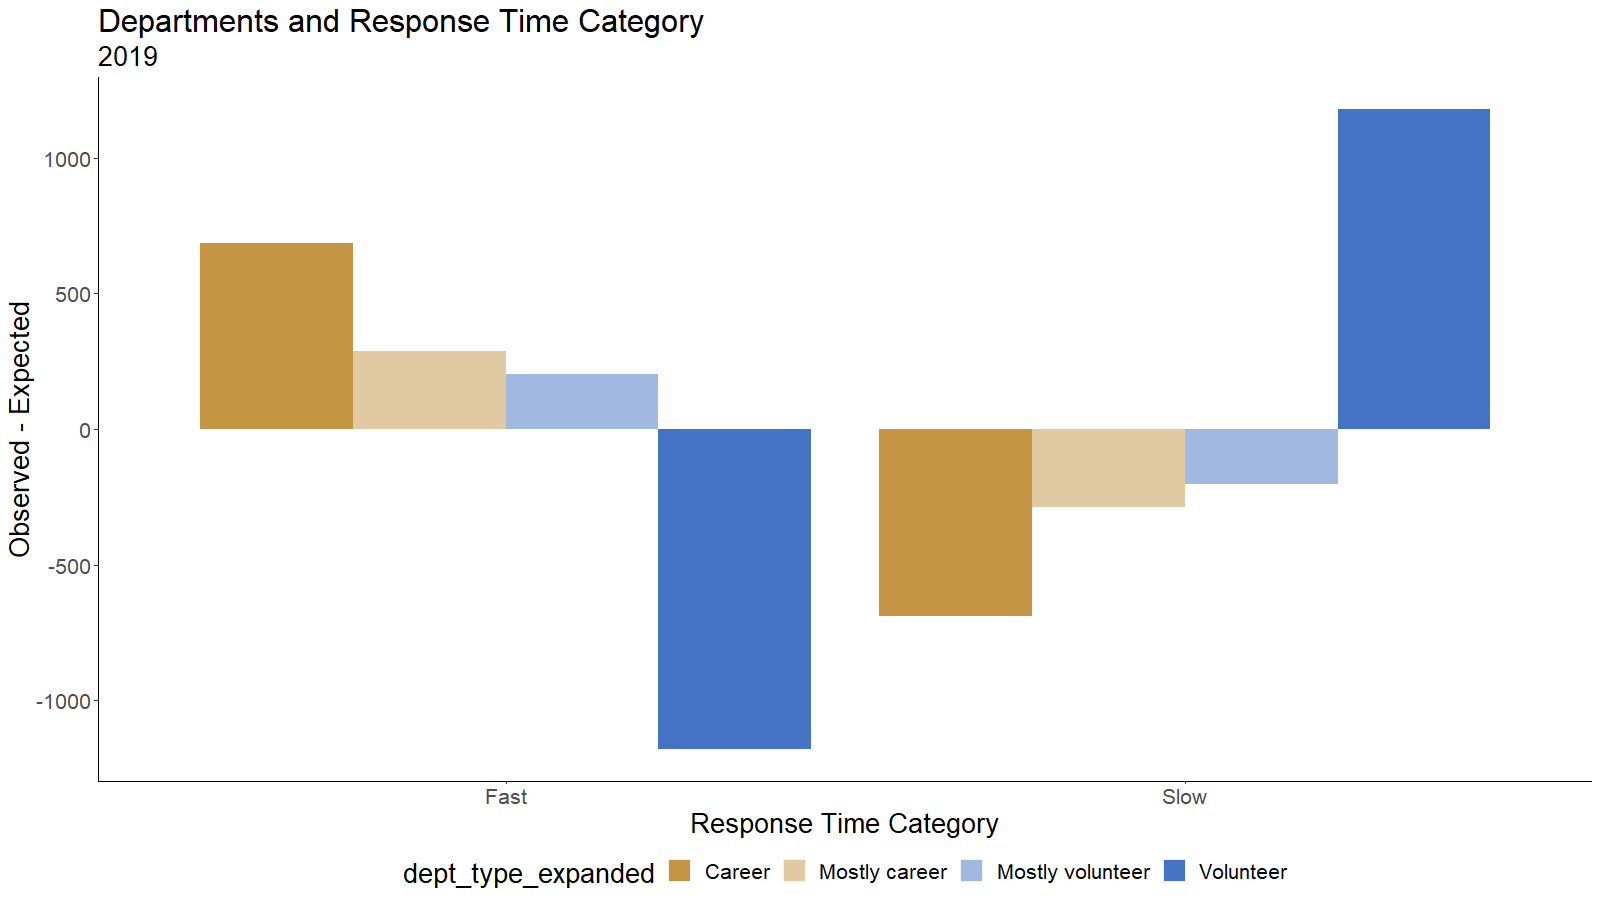 Departments and Response Time Category
2019
Observed - Expected
1000
500
0
-500
-1000
Fast Slow
Response Time Category
dept_type_expanded Career Mostly career Mostly volunteer Volunteer